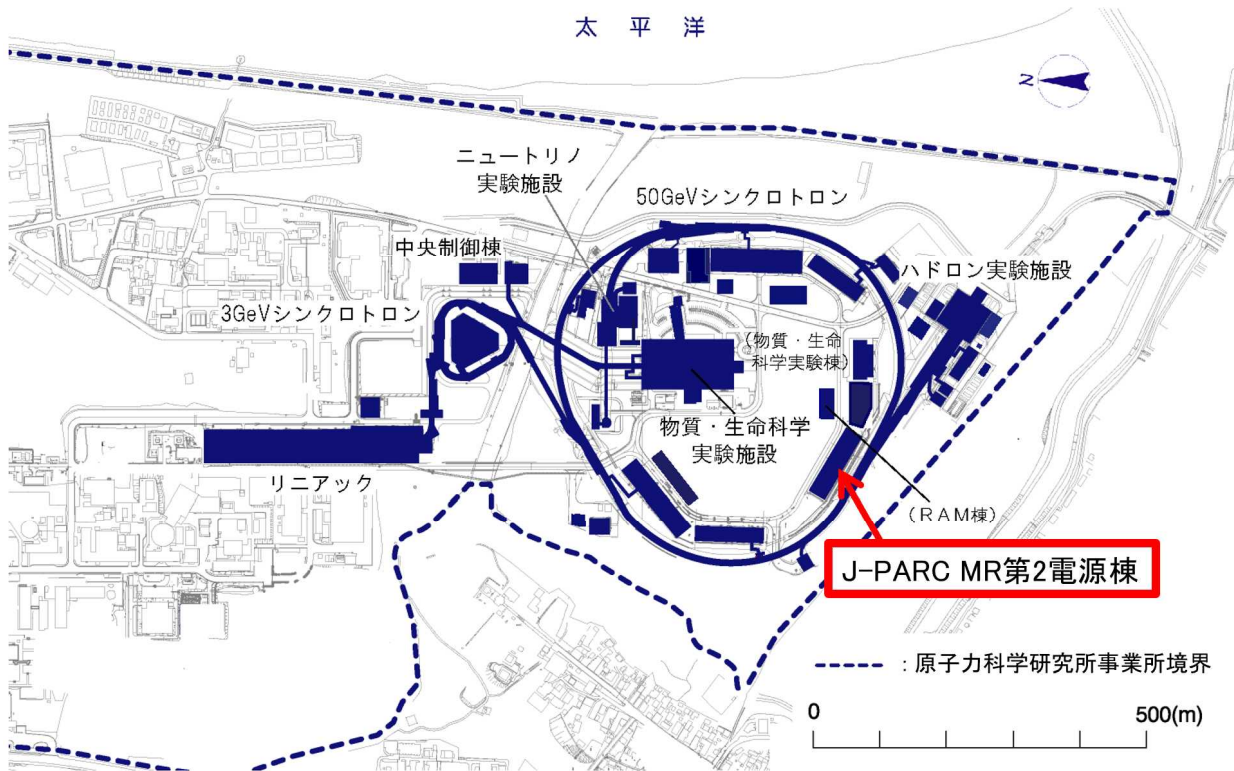 太 平 洋
N
ニュートリノ
実験施設
50GeVシンクロトロン
中央制御棟
ハドロン実験施設
3GeVシンクロトロン
(物質・生命
科学実験棟)
物質・生命科学
実験施設
リニアック
(RAM棟)
J-PARC MR第2電源棟
:原子力科学研究所事業所境界
0
500(m)